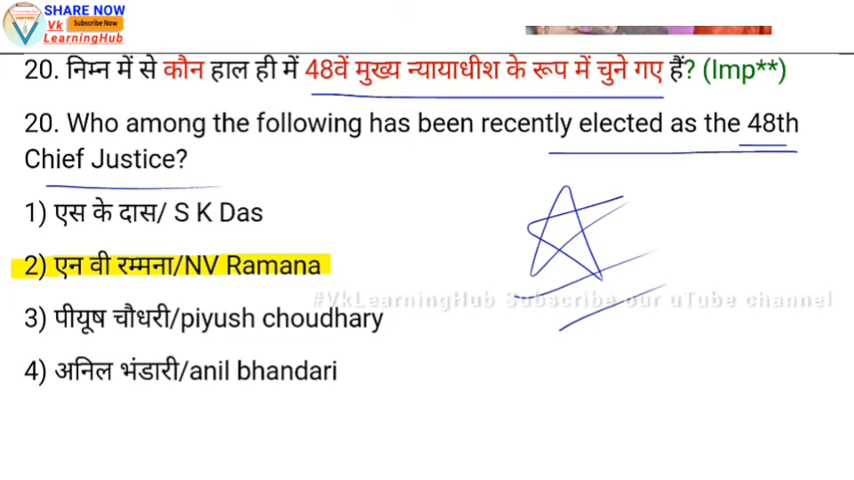 SHARE NOW
Vk Subscribe Now
LearningHub
20. निम्न में से कौन हाल ही में 48वें मुख्य न्यायाधीश के रूप में चुने गए हैं? (Imp**)
20. Who among the following has been recently elected as the 48th
Chief Justice?
1) एस के दास/ S K Das
2) एन वी रम्मना/NV Ramana
#VkLearningHub Subscribe our uTube channel
3) पीयूष चौधरी/piyush choudhary
4) अनिल भंडारी/anil bhandari